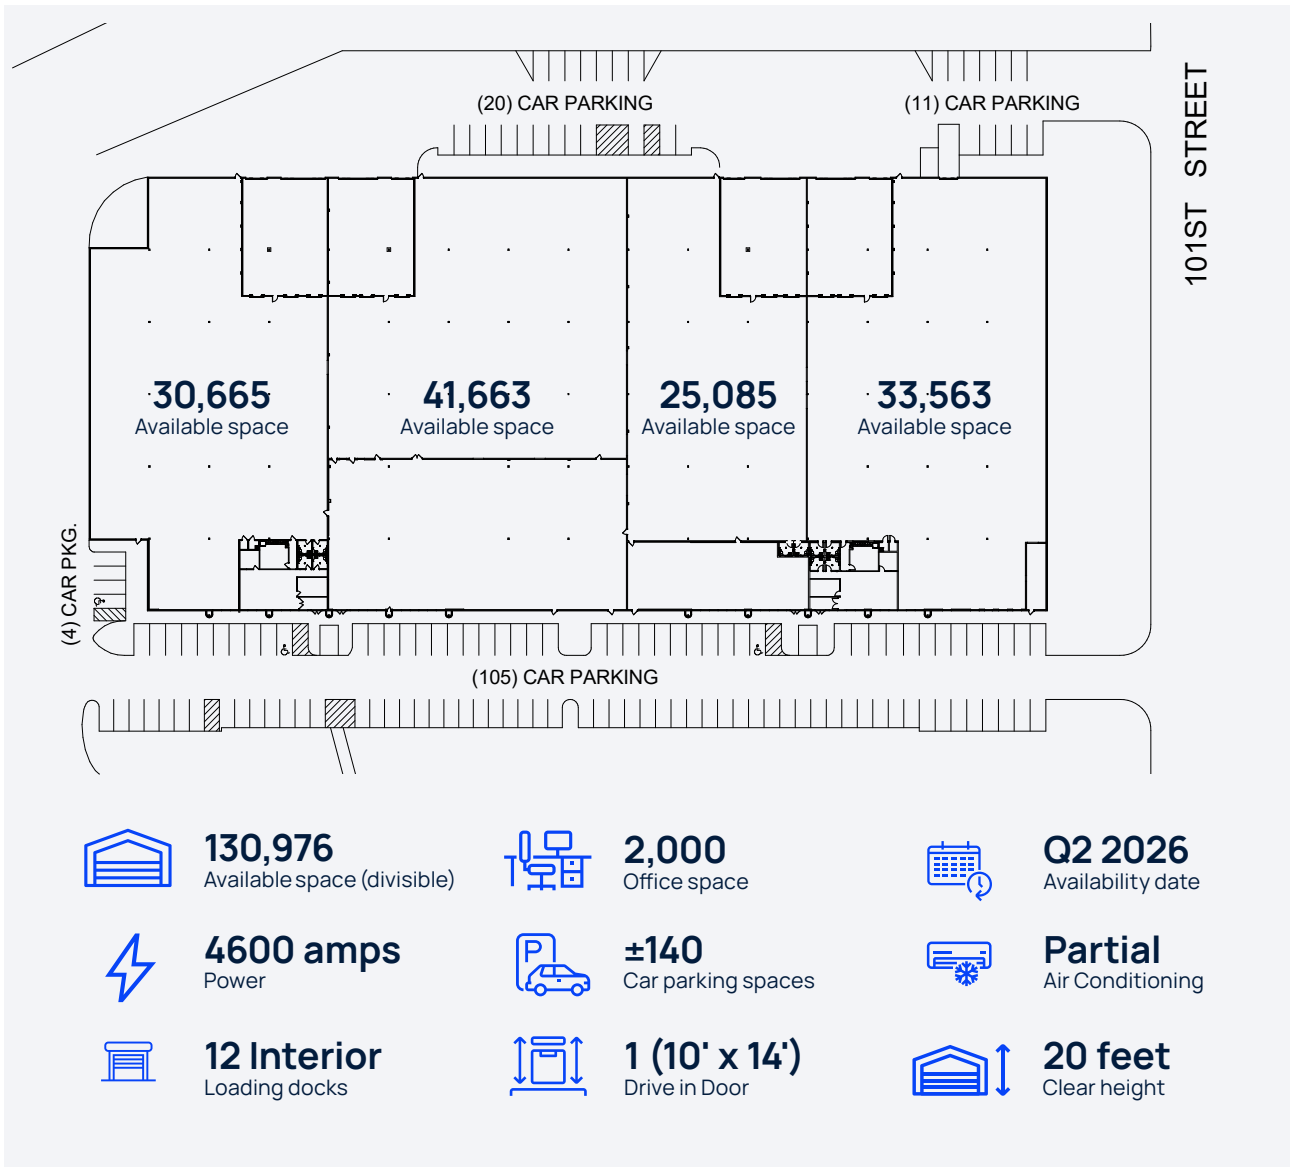 (20) CAR PARKING
(11) CAR PARKING
101ST STREET
30,665
Available space
41,663
Available space
25,085
Available space
33,563
Available space
(4) CAR PKG.
(105) CAR PARKING
130,976
Available space (divisible)
2,000
Office space
Q2 2026
Availability date
4600 amps
Power
P
±140
Car parking spaces
Partial
Air Conditioning
12 Interior
Loading docks
1 (10' x 14')
Drive in Door
20 feet
Clear height